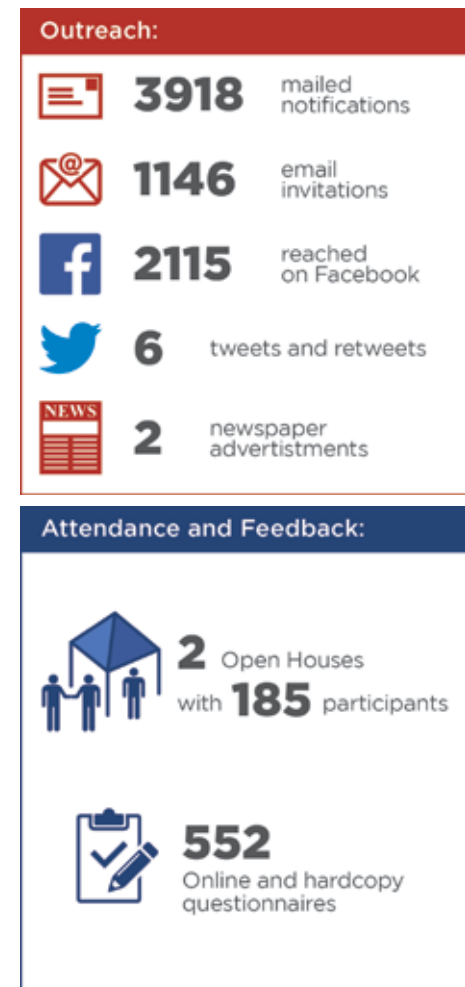 Outreach:
3918 mailed
notifications
@
1146 email
invitations
f
2115 reached
on Facebook
6 tweets and retweets
NEWS
2 newspaper
advertistments
Attendance and Feedback:
2 Open Houses
with 185 participants
552
Online and hardcopy
questionnaires